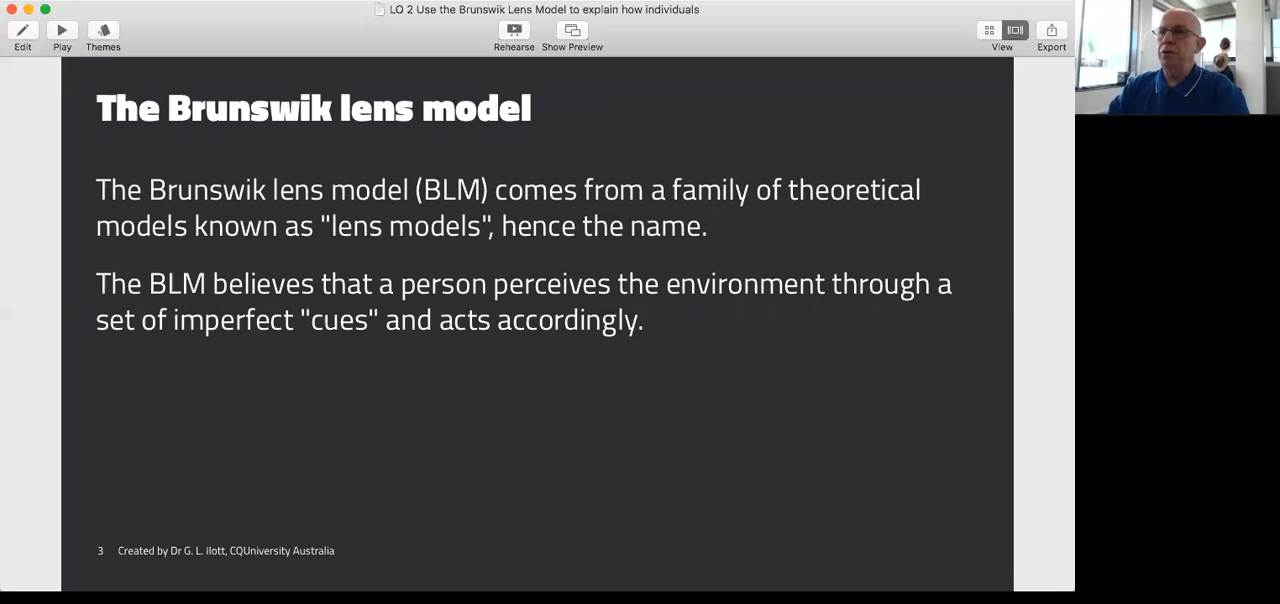 LO 2 Use the Brunswik Lens Model to explain how individuals
Edit
Play
Themes
Rehearse
Show Preview
View
Export
The Brunswik lens model
The Brunswik lens model (BLM) comes from a family of theoretical
models known as "lens models", hence the name.
The BLM believes that a person perceives the environment through a
set of imperfect "cues" and acts accordingly.
3 Created by Dr G. L. Ilott, CQUniversity Australia